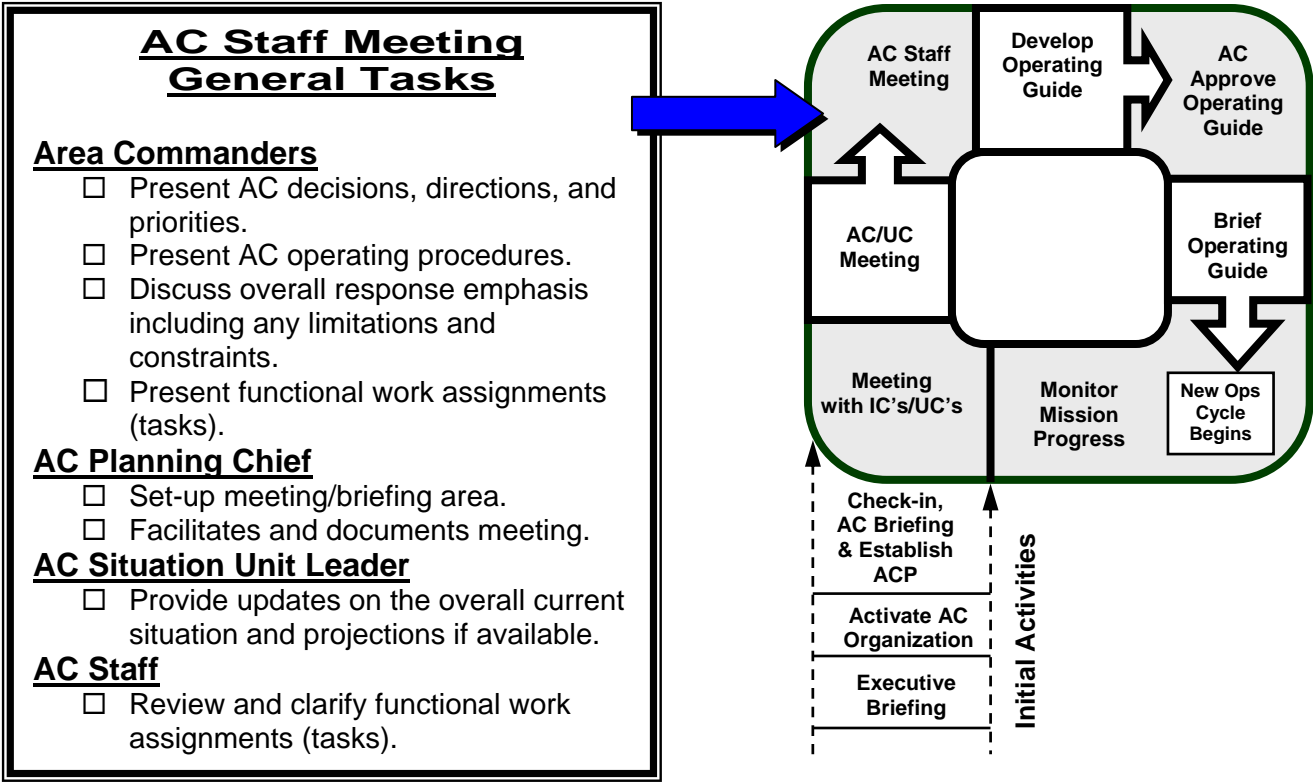 AC Staff Meeting
General Tasks
Area Commanders
☐ Present AC decisions, directions, and
priorities.
☐ Present AC operating procedures.
☐ Discuss overall response emphasis
including any limitations and
constraints.
☐ Present functional work assignments
(tasks).
AC Planning Chief
☐ Set-up meeting/briefing area.
☐ Facilitates and documents meeting.
AC Situation Unit Leader
☐ Provide updates on the overall current
situation and projections if available.
AC Staff
☐ Review and clarify functional work
assignments (tasks).
AC Staff
Meeting
Develop
Operating
Guide
AC
Approve
Operating
Guide
AC/UC
Meeting
Brief
Operating
Guide
Meeting
with IC's/UC's
Monitor
Mission
Progress
New Ops
Cycle
Begins
Check-in,
AC Briefing
& Establish
ACP
Activate AC
Organization
Executive
Briefing
Initial Activities